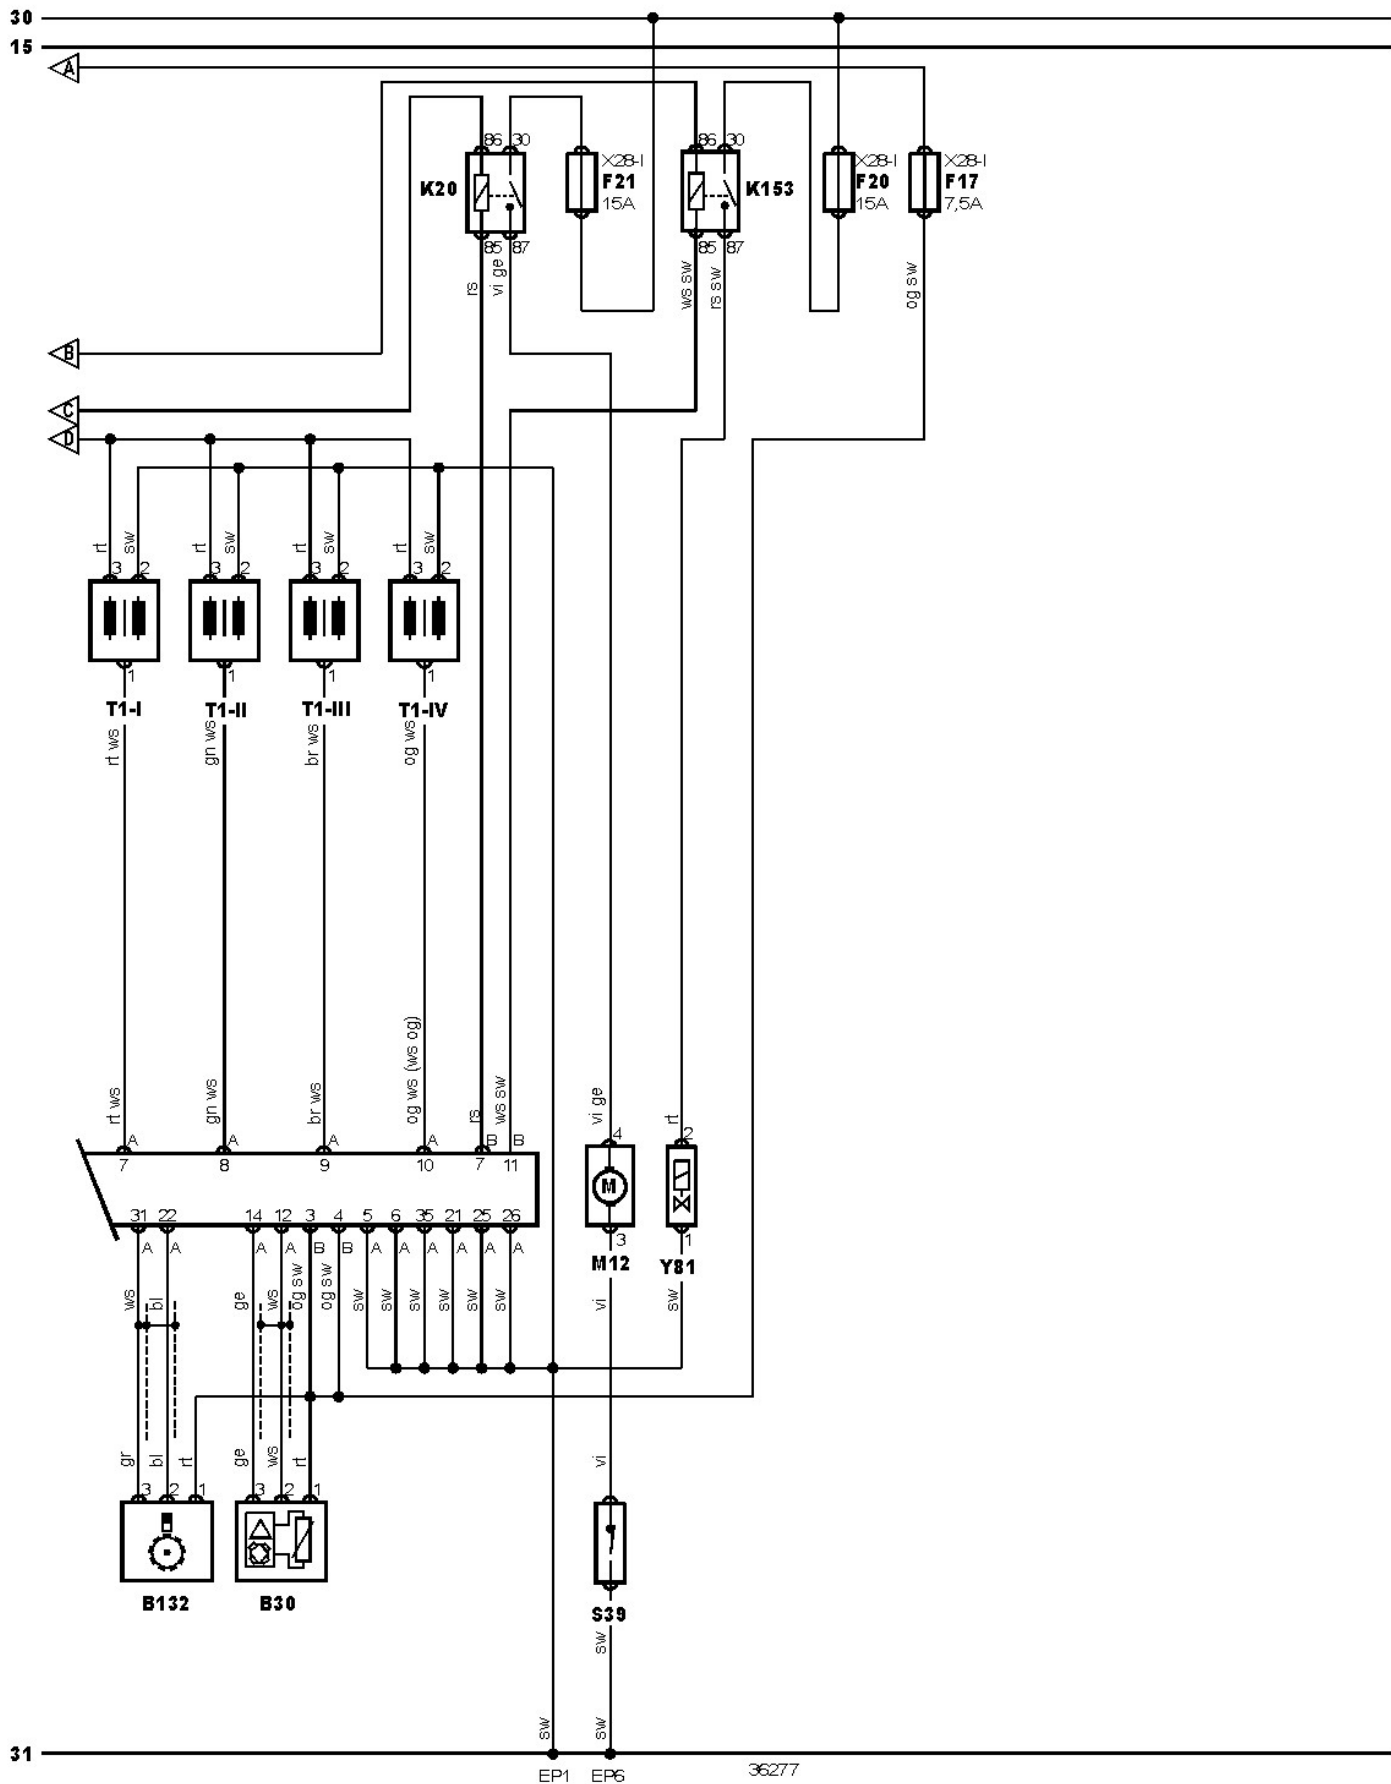 30
15
A
86 30 86 30
X28-I X28-I X28-I
K20 F21 K153 F20 F17
15A 15A 7,5A
85 87 85 87
rs vi ge ws sw rs sw og sw
B
C
D
rt sw rt sw rt sw rt sw
3 2 3 2 3 2 3 2
1 1 1 1
T1-I T1-II T1-III T1-IV
rt ws gn ws br ws og ws
rt ws gn ws br ws og ws (ws og) rs ws sw vi ge rt
A A A A B B 4 2
7 8 9 10 7 11
M
31 22 14 12 3 4 5 6 35 21 25 26
A A A A B B A A A A A A 3 1
M12 Y81
ws bl ge ws og sw og sw sw sw sw sw sw sw vi sw
gr bl rt ge ws rt vi
3 2 1 3 2 1
B132 B30 S39
sw
sw sw
31
EP1 EP6 36277